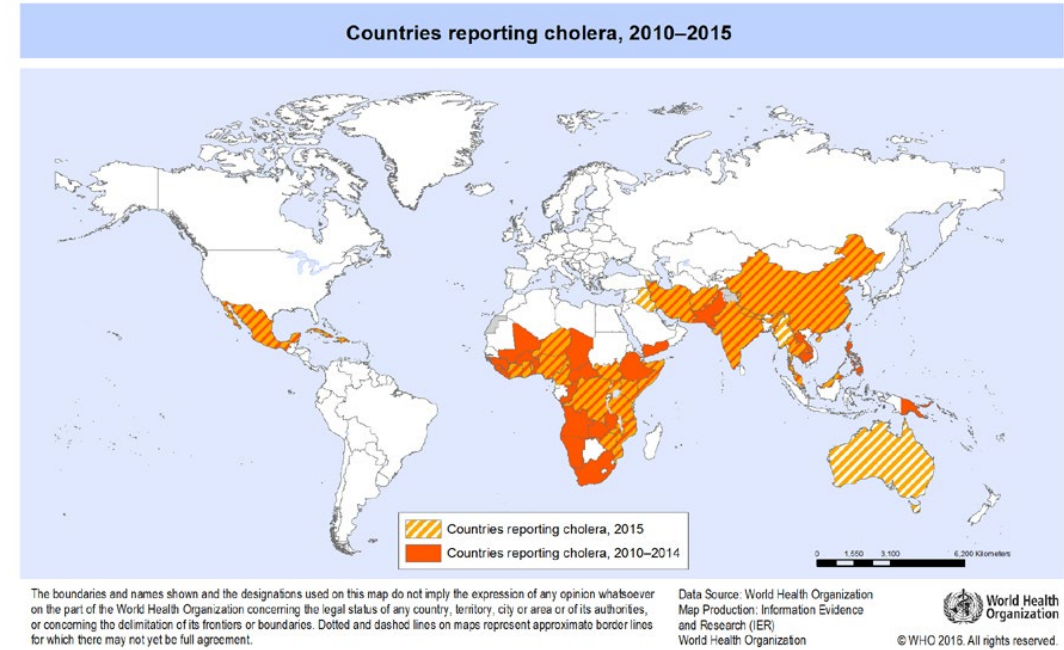 Countries reporting cholera, 2010–2015
Countries reporting cholera, 2015
Countries reporting cholera, 2010–2014
0 1,550 3,100 6,200 Kilometers
The boundaries and names shown and the designations used on this map do not imply the expression of any opinion whatsoever
on the part of the World Health Organization concerning the legal status of any country, territory, city or area or of its authorities,
or concerning the delimitation of its frontiers or boundaries. Dotted and dashed lines on maps represent approximate border lines
for which there may not yet be full agreement.
Data Source: World Health Organization
Map Production: Information Evidence
and Research (IER)
World Health Organization
World Health
Organization
© WHO 2016. All rights reserved.